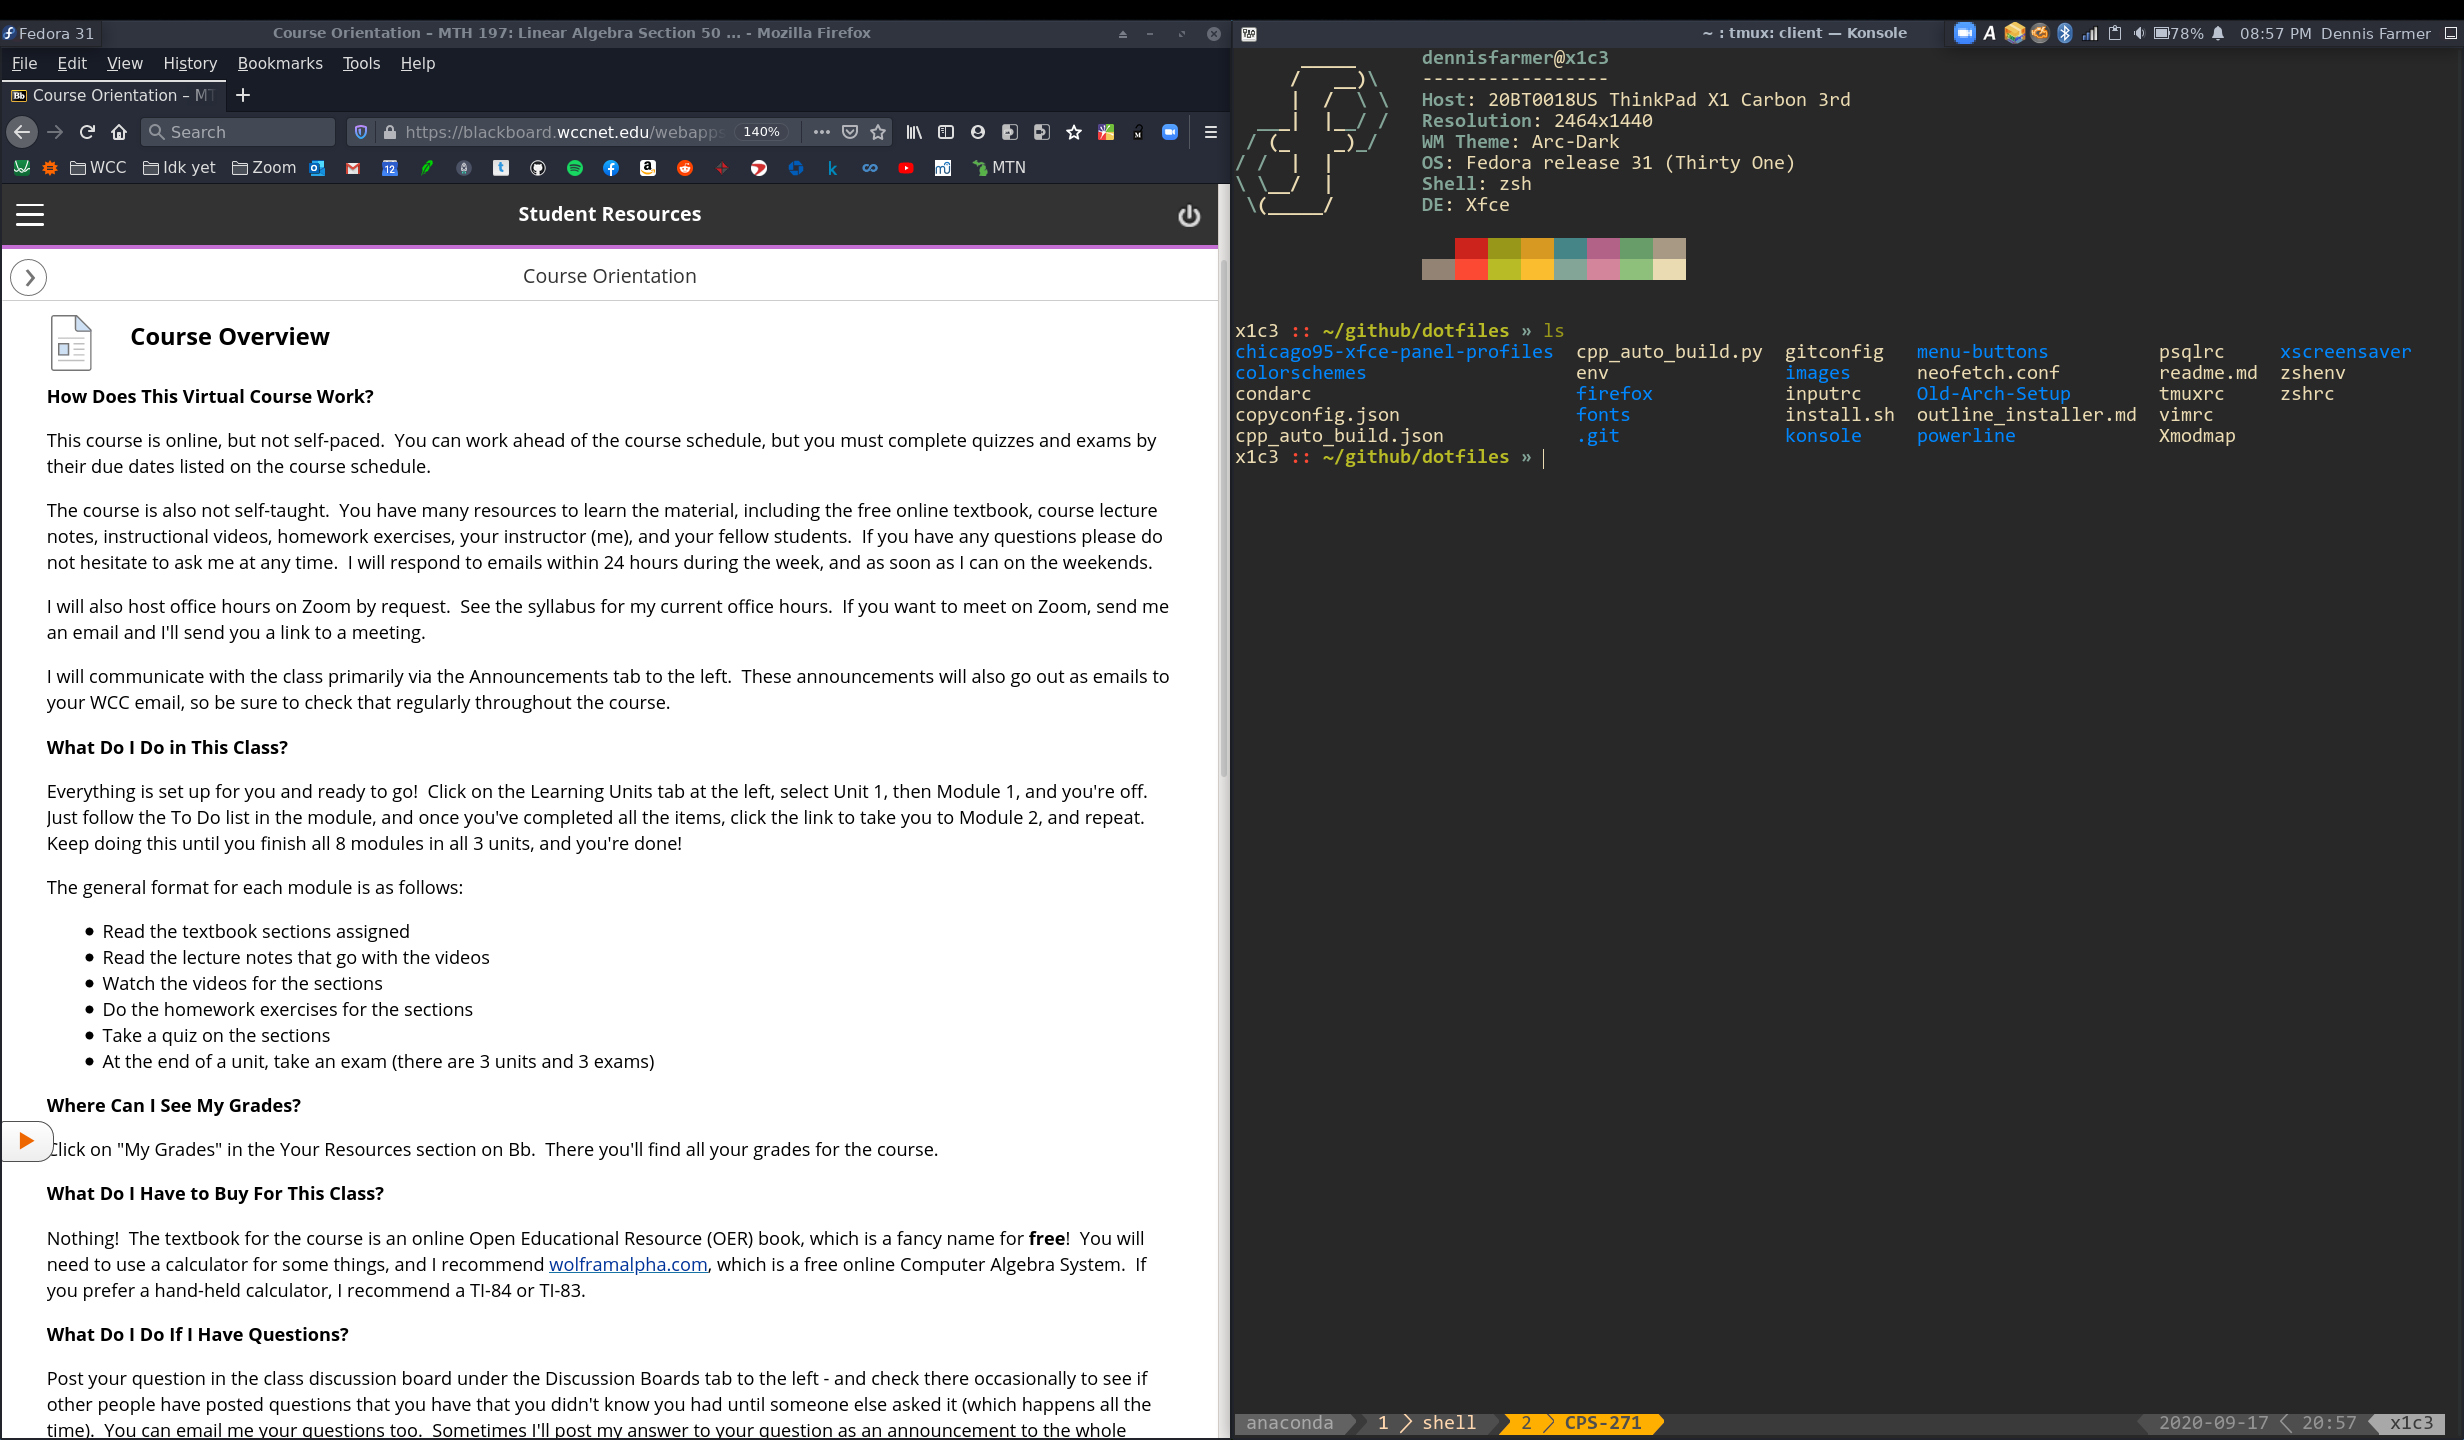 Fedora 31
Course Orientation – MTH 197: Linear Algebra Section 50 ... - Mozilla Firefox
File Edit View History Bookmarks Tools Help
Course Orientation – MT
Search
https://blackboard.wccnet.edu/webapps
140%
WCC Idk yet Zoom 12 MTN
Student Resources
Course Orientation
Course Overview
How Does This Virtual Course Work?
This course is online, but not self-paced. You can work ahead of the course schedule, but you must complete quizzes and exams by
their due dates listed on the course schedule.
The course is also not self-taught. You have many resources to learn the material, including the free online textbook, course lecture
notes, instructional videos, homework exercises, your instructor (me), and your fellow students. If you have any questions please do
not hesitate to ask me at any time. I will respond to emails within 24 hours during the week, and as soon as I can on the weekends.
I will also host office hours on Zoom by request. See the syllabus for my current office hours. If you want to meet on Zoom, send me
an email and I'll send you a link to a meeting.
I will communicate with the class primarily via the Announcements tab to the left. These announcements will also go out as emails to
your WCC email, so be sure to check that regularly throughout the course.
What Do I Do in This Class?
Everything is set up for you and ready to go! Click on the Learning Units tab at the left, select Unit 1, then Module 1, and you're off.
Just follow the To Do list in the module, and once you've completed all the items, click the link to take you to Module 2, and repeat.
Keep doing this until you finish all 8 modules in all 3 units, and you're done!
The general format for each module is as follows:
• Read the textbook sections assigned
• Read the lecture notes that go with the videos
• Watch the videos for the sections
• Do the homework exercises for the sections
• Take a quiz on the sections
• At the end of a unit, take an exam (there are 3 units and 3 exams)
Where Can I See My Grades?
Click on "My Grades" in the Your Resources section on Bb. There you'll find all your grades for the course.
What Do I Have to Buy For This Class?
Nothing! The textbook for the course is an online Open Educational Resource (OER) book, which is a fancy name for free! You will
need to use a calculator for some things, and I recommend wolframalpha.com, which is a free online Computer Algebra System. If
you prefer a hand-held calculator, I recommend a TI-84 or TI-83.
What Do I Do If I Have Questions?
Post your question in the class discussion board under the Discussion Boards tab to the left - and check there occasionally to see if
other people have posted questions that you have that you didn't know you had until someone else asked it (which happens all the
time). You can email me your questions too. Sometimes I'll post my answer to your question as an announcement to the whole
~ : tmux: client — Konsole
78% 08:57 PM Dennis Farmer
dennisfarmer@x1c3
-----------------
Host: 20BT0018US ThinkPad X1 Carbon 3rd
Resolution: 2464x1440
WM Theme: Arc-Dark
OS: Fedora release 31 (Thirty One)
Shell: zsh
DE: Xfce
x1c3 :: ~/github/dotfiles » ls
chicago95-xfce-panel-profiles cpp_auto_build.py gitconfig menu-buttons psqlrc xscreensaver
colorschemes env images neofetch.conf readme.md zshenv
condarc firefox inputrc Old-Arch-Setup tmuxrc zshrc
copyconfig.json fonts install.sh outline_installer.md vimrc
cpp_auto_build.json .git konsole powerline Xmodmap
x1c3 :: ~/github/dotfiles »
anaconda 1 shell 2 CPS-271 2020-09-17 20:57 x1c3